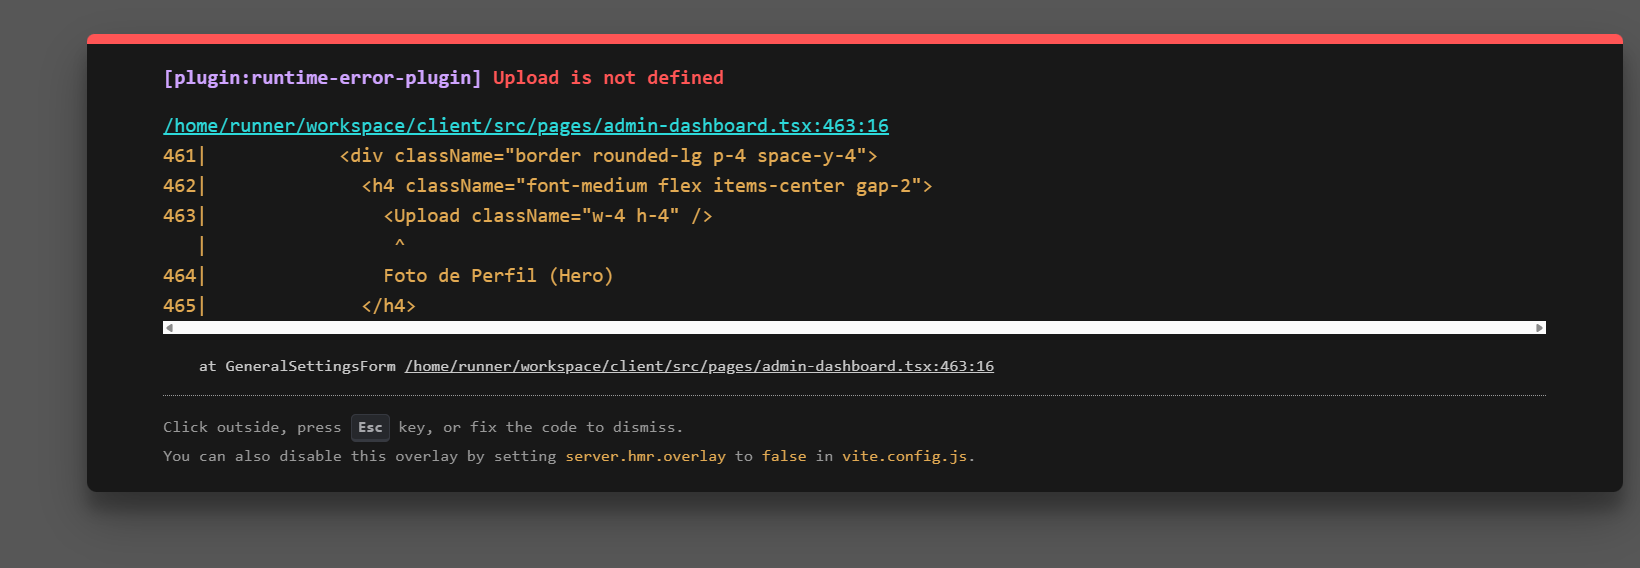 [plugin:runtime-error-plugin] Upload is not defined
/home/runner/workspace/client/src/pages/admin-dashboard.tsx:463:16
461|            <div className="border rounded-lg p-4 space-y-4">
462|              <h4 className="font-medium flex items-center gap-2">
463|                <Upload className="w-4 h-4" />
   |                 ^
464|                Foto de Perfil (Hero)
465|              </h4>
at GeneralSettingsForm /home/runner/workspace/client/src/pages/admin-dashboard.tsx:463:16
Click outside, press Esc key, or fix the code to dismiss.
You can also disable this overlay by setting server.hmr.overlay to false in vite.config.js.